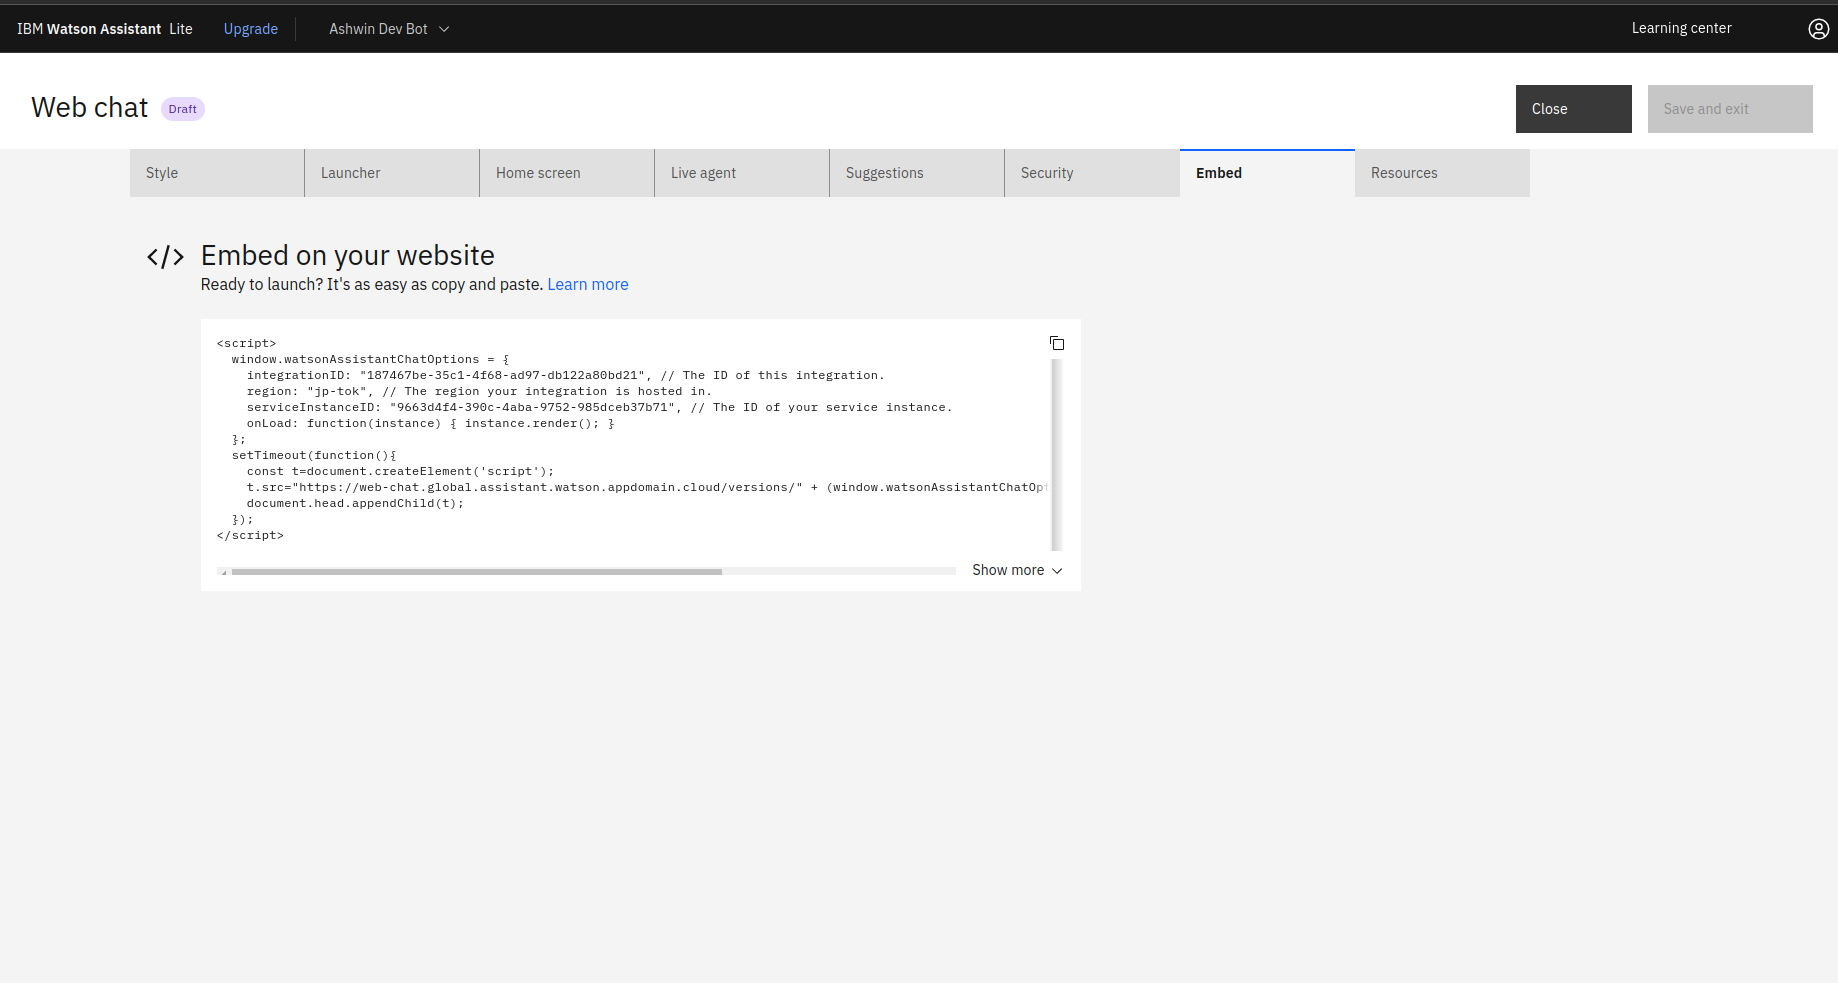 IBM Watson Assistant Lite Upgrade Ashwin Dev Bot Learning center
Web chat Draft Close Save and exit
Style Launcher Home screen Live agent Suggestions Security Embed Resources
</> Embed on your website
Ready to launch? It's as easy as copy and paste. Learn more
<script>
window.watsonAssistantChatOptions = {
integrationID: "187467be-35c1-4f68-ad97-db122a80bd21", // The ID of this integration.
region: "jp-tok", // The region your integration is hosted in.
serviceInstanceID: "9663d4f4-390c-4aba-9752-985dceb37b71", // The ID of your service instance.
onLoad: function(instance) { instance.render(); }
};
setTimeout(function(){
const t=document.createElement('script');
t.src="https://web-chat.global.assistant.watson.appdomain.cloud/versions/" + (window.watsonAssistantChatOpt
document.head.appendChild(t);
});
</script>
Show more